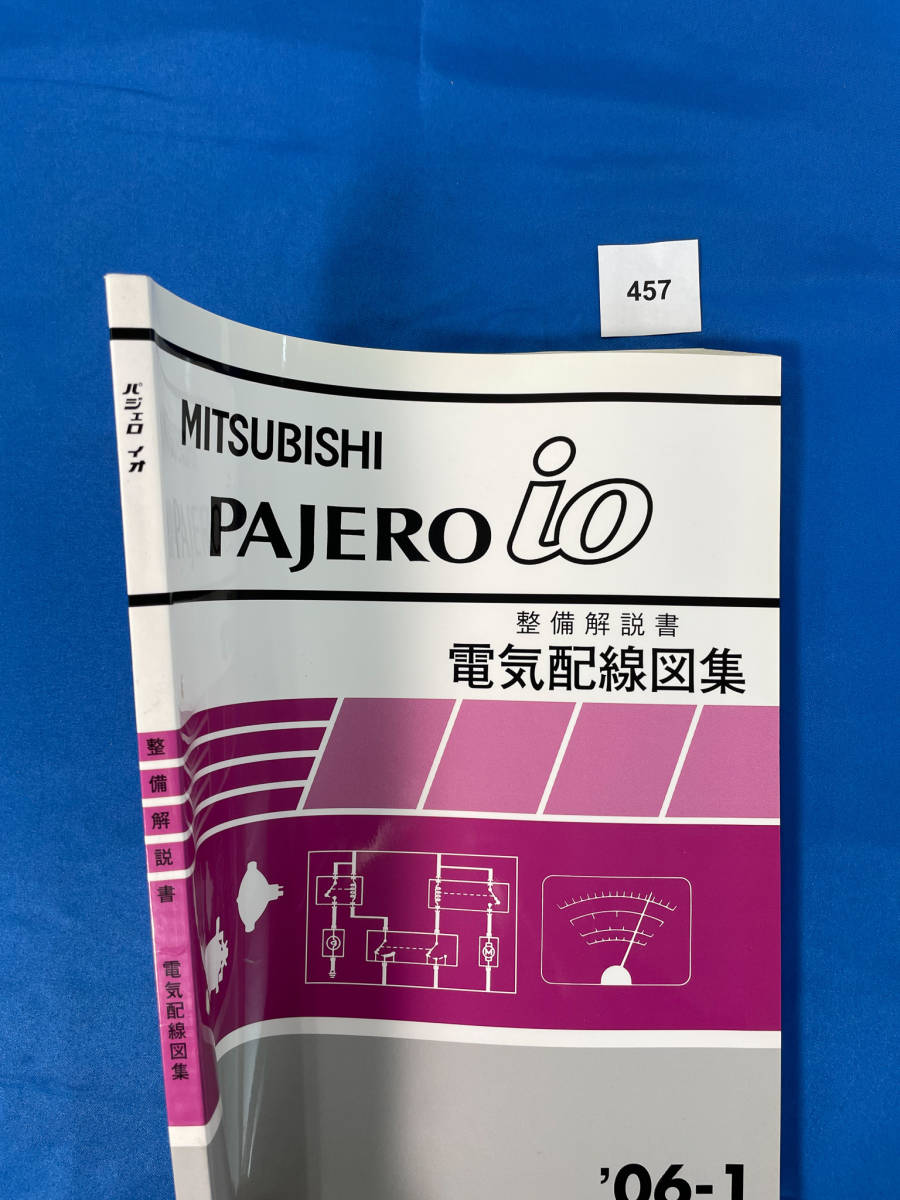 457
MITSUBISHI
PAJERO io
整備解説書
電気配線図集
'06-1
パジェロ イオ
整備解説書
電気配線図集